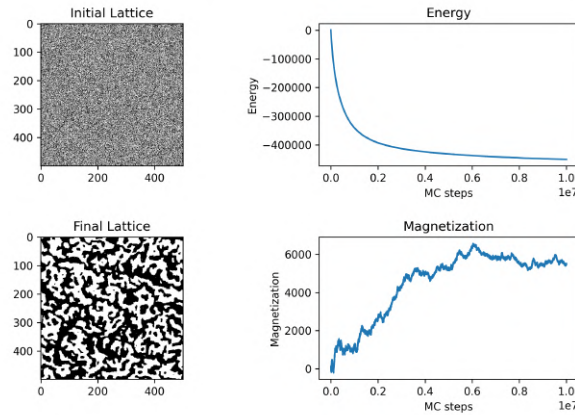 Initial Lattice
0
100
200
300
400
0 200 400
Energy
0
−100000
−200000
−300000
−400000
Energy
0.0 0.2 0.4 0.6 0.8 1.0
MC steps
1e7
Final Lattice
0
100
200
300
400
0 200 400
Magnetization
6000
4000
2000
0
Magnetization
0.0 0.2 0.4 0.6 0.8 1.0
MC steps
1e7